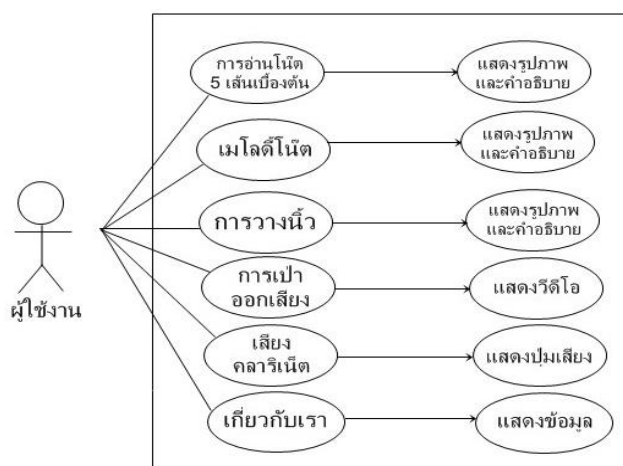 การอ่านโน๊ต
5 เส้นเบื้องต้น
แสดงรูปภาพ
และคำอธิบาย
เมโลดี้โน๊ต
แสดงรูปภาพ
และคำอธิบาย
การวางนิ้ว
แสดงรูปภาพ
และคำอธิบาย
ผู้ใช้งาน
การเป่า
ออกเสียง
แสดงวีดีโอ
เสียง
คลาริเน็ต
แสดงปุ่มเสียง
เกี่ยวกับเรา
แสดงข้อมูล